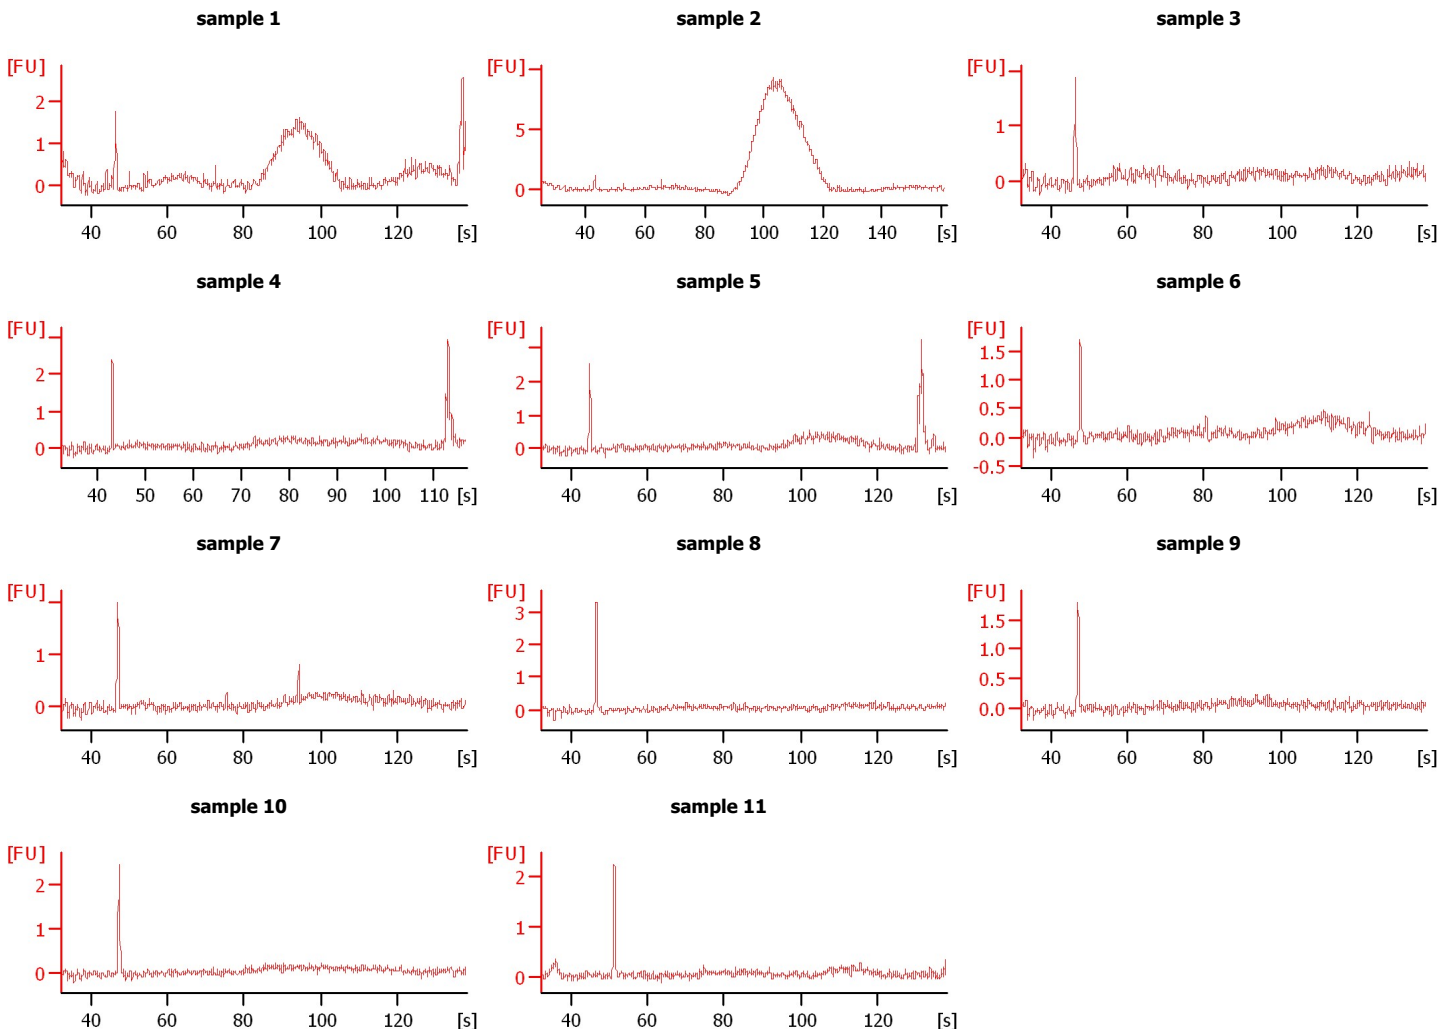 sample 1
[FU]
2
1
0
40 60 80 100 120 [s]
sample 2
[FU]
10
5
0
40 60 80 100 120 140 [s]
sample 3
[FU]
1
0
40 60 80 100 120 [s]
sample 4
[FU]
2
1
0
40 50 60 70 80 90 100 110 [s]
sample 5
[FU]
2
1
0
40 60 80 100 120 [s]
sample 6
[FU]
1.5
1.0
0.5
0.0
-0.5
40 60 80 100 120 [s]
sample 7
[FU]
1
0
40 60 80 100 120 [s]
sample 8
[FU]
3
2
1
0
40 60 80 100 120 [s]
sample 9
[FU]
1.5
1.0
0.5
0.0
40 60 80 100 120 [s]
sample 10
[FU]
2
1
0
40 60 80 100 120 [s]
sample 11
[FU]
2
1
0
40 60 80 100 120 [s]